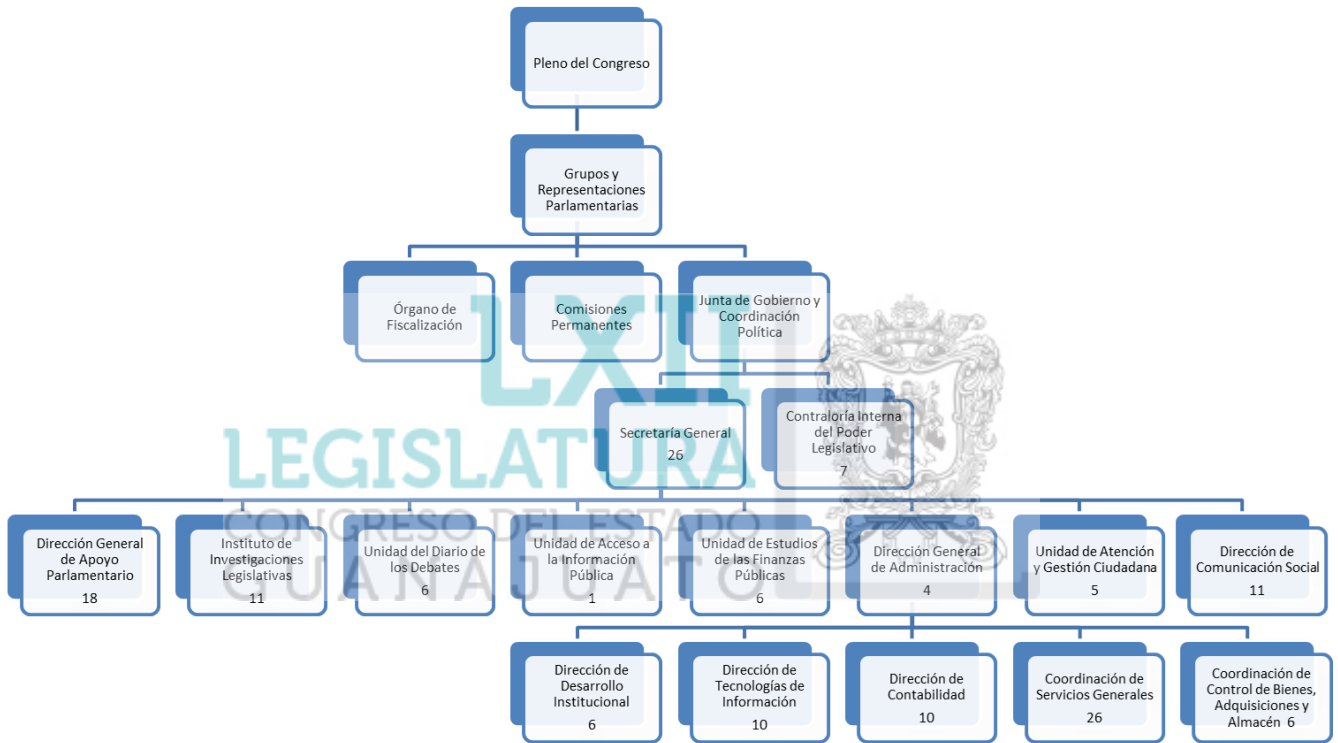 Pleno del Congreso
Grupos y
Representaciones
Parlamentarias
Órgano de
Fiscalización
Comisiones
Permanentes
Junta de Gobierno y
Coordinación
Política
LXII
LEGISLATURA
CONGRESO DEL ESTADO
GUANAJUATO
Secretaría General
26
Contraloría Interna
del Poder
Legislativo
7
Dirección General
de Apoyo
Parlamentario
18
Instituto de
Investigaciones
Legislativas
11
Unidad del Diario de
los Debates
6
Unidad de Acceso a
la Información
Pública
1
Unidad de Estudios
de las Finanzas
Públicas
6
Dirección General
de Administración
4
Unidad de Atención
y Gestión Ciudadana
5
Dirección de
Comunicación Social
11
Dirección de
Desarrollo
Institucional
6
Dirección de
Tecnologías de
Información
10
Dirección de
Contabilidad
10
Coordinación de
Servicios Generales
26
Coordinación de
Control de Bienes,
Adquisiciones y
Almacén 6